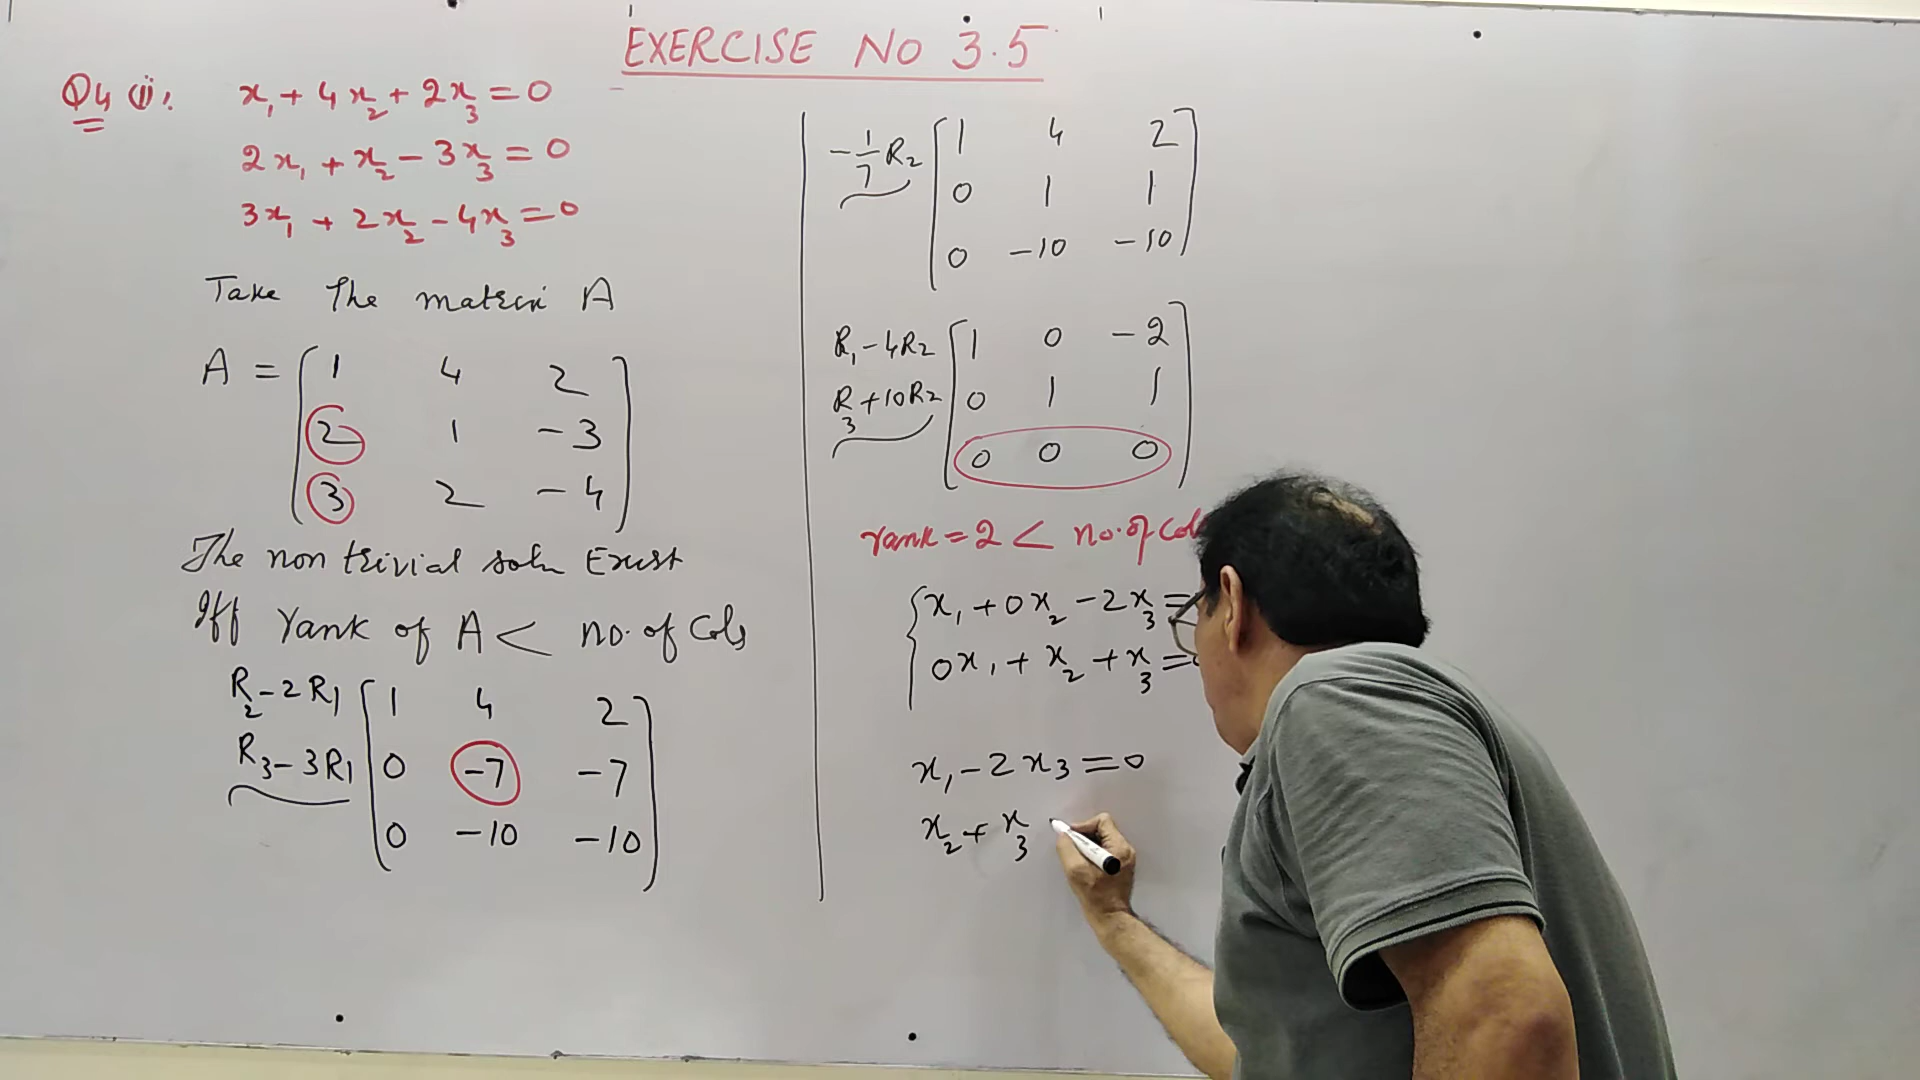 EXERCISE NO 3.5
Q4 (ii): x₁ + 4x₂ + 2x₃ = 0
2x₁ + x₂ - 3x₃ = 0
3x₁ + 2x₂ - 4x₃ = 0
Take The matrix A
A = [1 4 2
2 1 -3
3 2 -4]
The non trivial soln Exist
Iff rank of A < no. of Cols
R₂ - 2R₁ [1 4 2
R₃ - 3R₁ 0 -7 -7
0 -10 -10]
-1/7 R₂ [1 4 2
0 1 1
0 -10 -10]
R₁ - 4R₂ [1 0 -2
R₃ + 10R₂ 0 1 1
0 0 0]
rank = 2 < no. of Cols
{x₁ + 0x₂ - 2x₃ =
0x₁ + x₂ + x₃ =
x₁ - 2x₃ = 0
x₂ + x₃